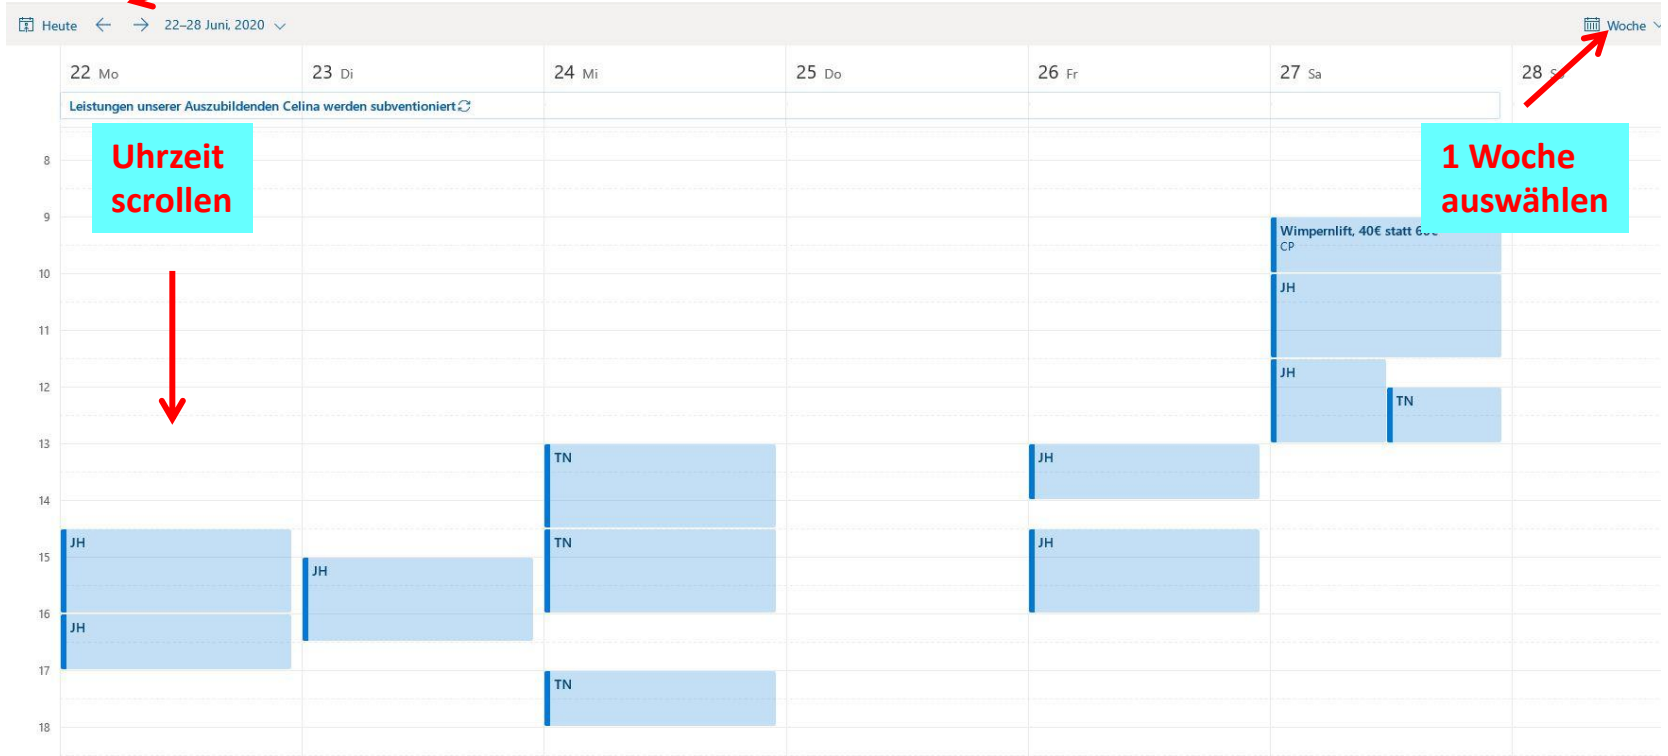 Heute
22–28 Juni, 2020
Woche
22 Mo
23 Di
24 Mi
25 Do
26 Fr
27 Sa
28
Leistungen unserer Auszubildenden Celina werden subventioniert
Uhrzeit
scrollen
1 Woche
auswählen
8
9
10
11
12
13
14
15
16
17
18
JH
JH
JH
TN
TN
TN
JH
JH
Wimpernlift, 40€ statt
CP
JH
JH
TN